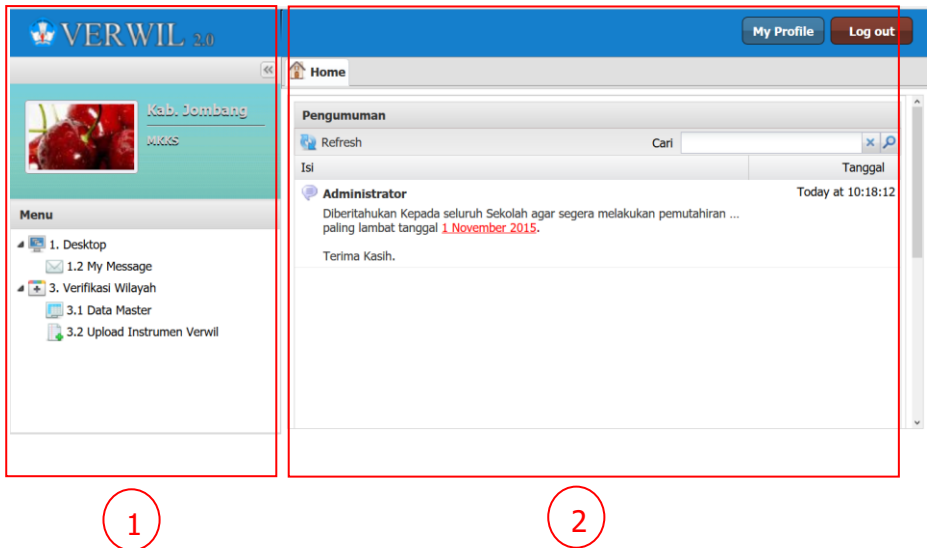 VERWIL 2.0
Kab. Jombang
MKKS
Menu
1. Desktop
1.2 My Message
3. Verifikasi Wilayah
3.1 Data Master
3.2 Upload Instrumen Verwil
1
My Profile
Log out
Home
Pengumuman
Refresh
Cari
Isi
Tanggal
Administrator
Today at 10:18:12
Diberitahukan Kepada seluruh Sekolah agar segera melakukan pemutahiran ...
paling lambat tanggal 1 November 2015.
Terima Kasih.
2